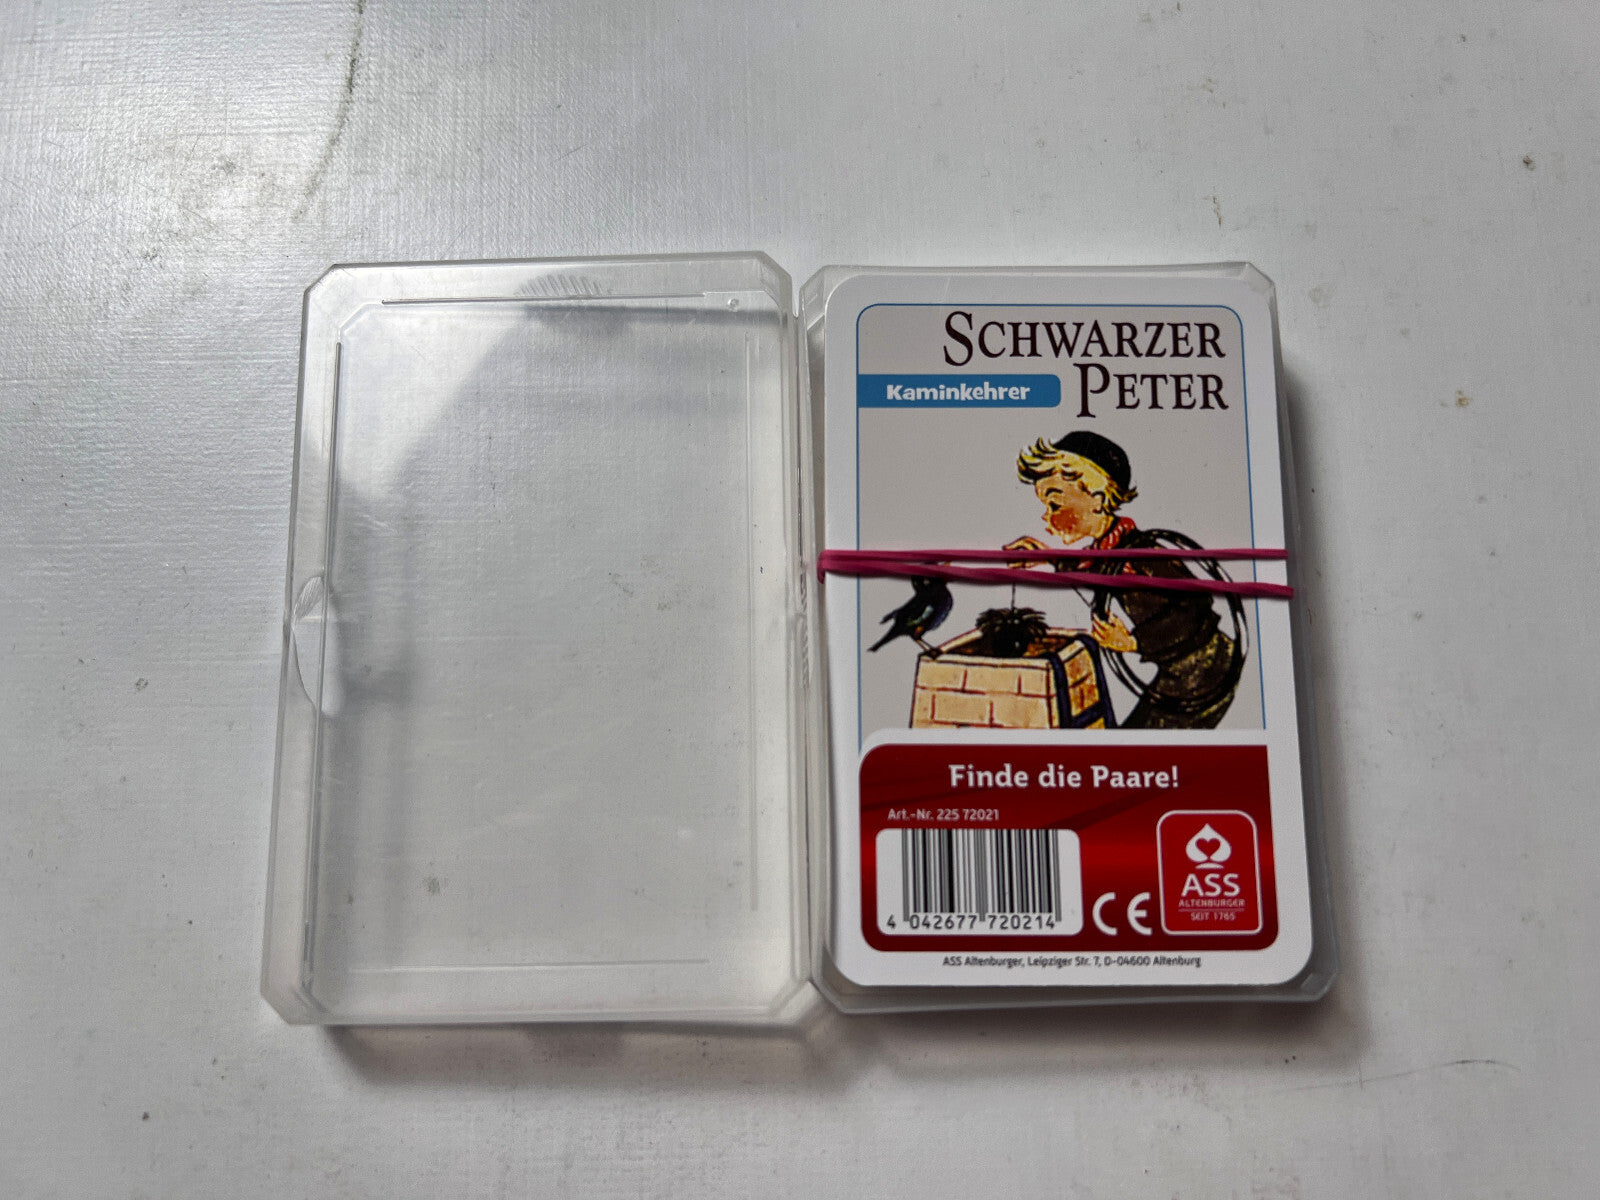 SCHWARZER
PETER
Kaminkehrer
Finde die Paare!
Art.-Nr. 225 72021
4 042677 720214
CE
ASS
ALTENBURGER
SEIT 1765
ASS Altenburger, Leipziger Str. 7, D-04600 Altenburg